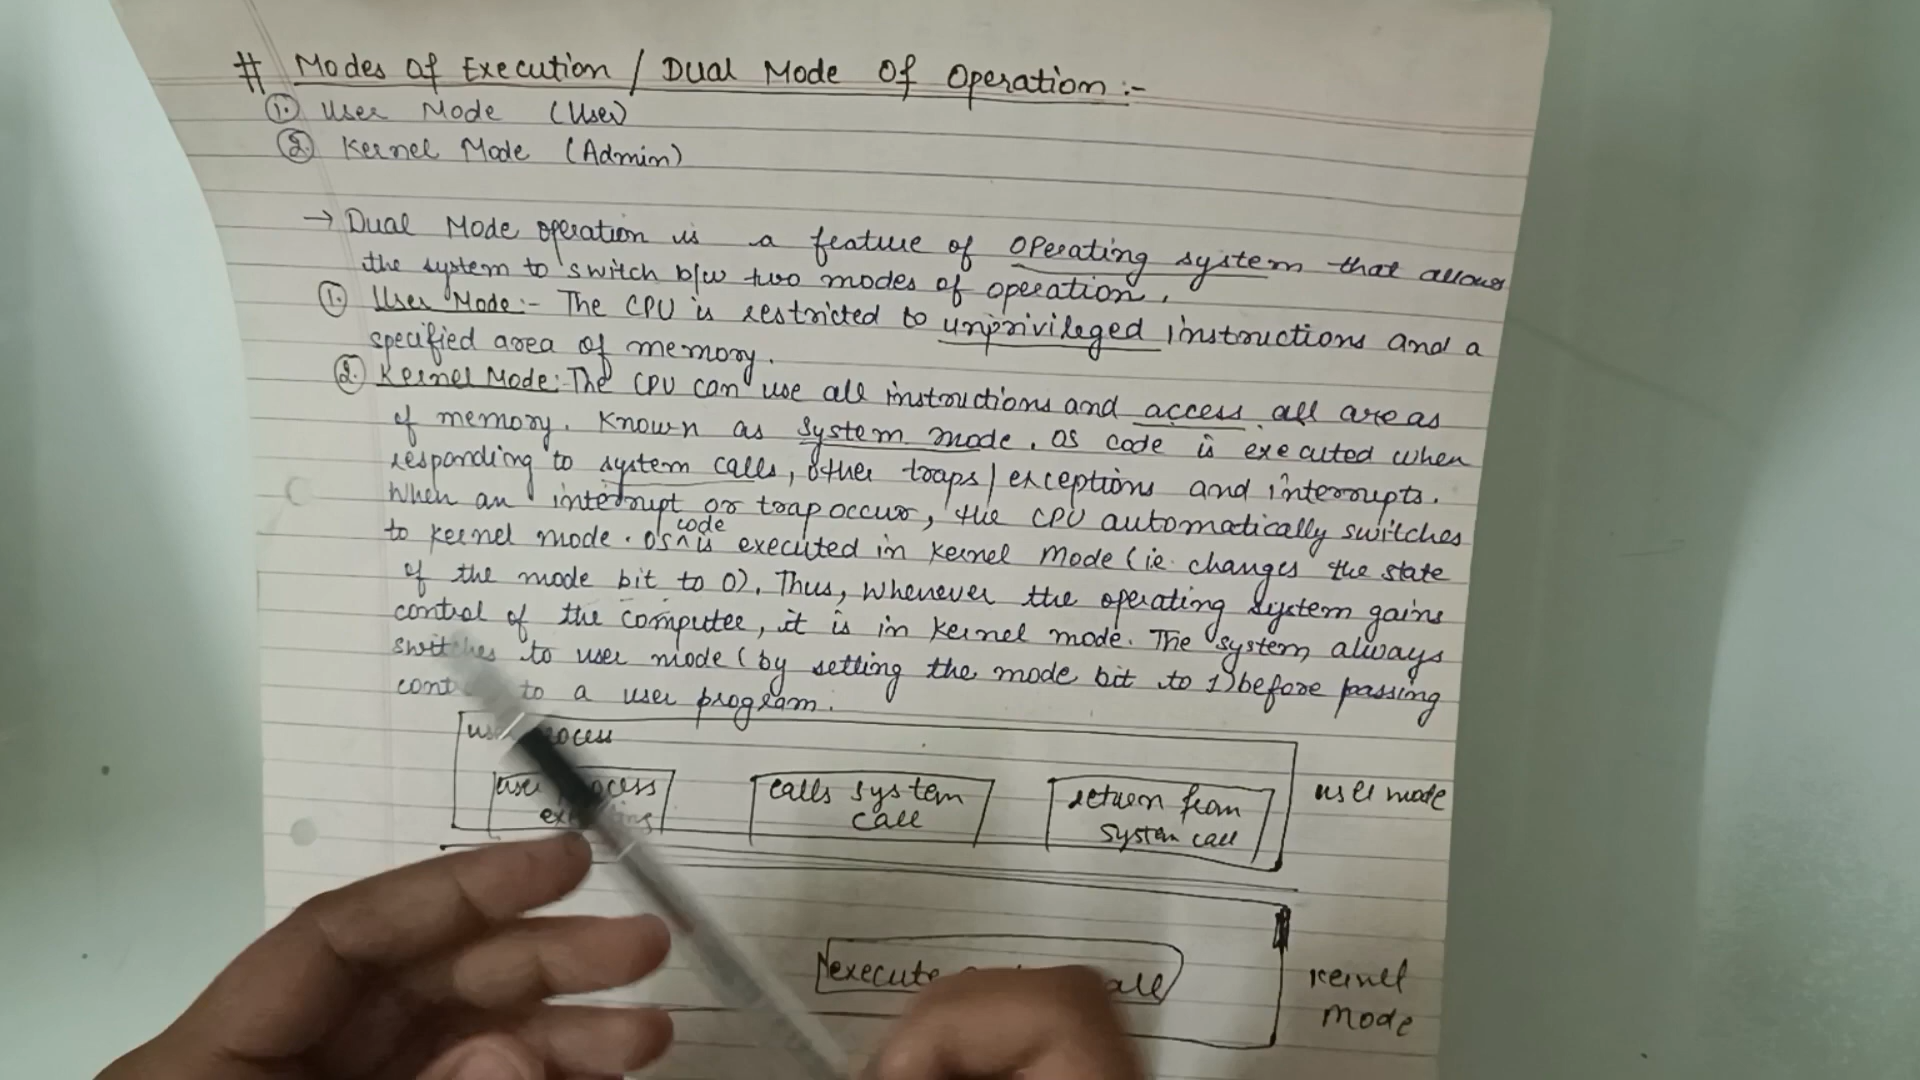 # Modes of Execution / Dual Mode Of Operation :-
1. User Mode (User)
2. Kernel Mode (Admin)
→ Dual Mode operation is a feature of operating system that allows
the system to switch b/w two modes of operation.
1. User Mode :- The CPU is restricted to unprivileged instructions and a
specified area of memory.
2. Kernel Mode :- The CPU can use all instructions and access all areas
of memory. Known as system mode. OS code is executed when
responding to system calls, other traps/exceptions and interrupts.
When an interrupt or trap occur, the CPU automatically switches
to kernel mode. OS ^code is executed in Kernel Mode (ie. changes the state
of the mode bit to 0). Thus, whenever the operating system gains
control of the computer, it is in kernel mode. The system always
switches to user mode (by setting the mode bit to 1) before passing
to a user program.
user process
user process executing
calls system call
return from system call
user mode
execute
kernel mode